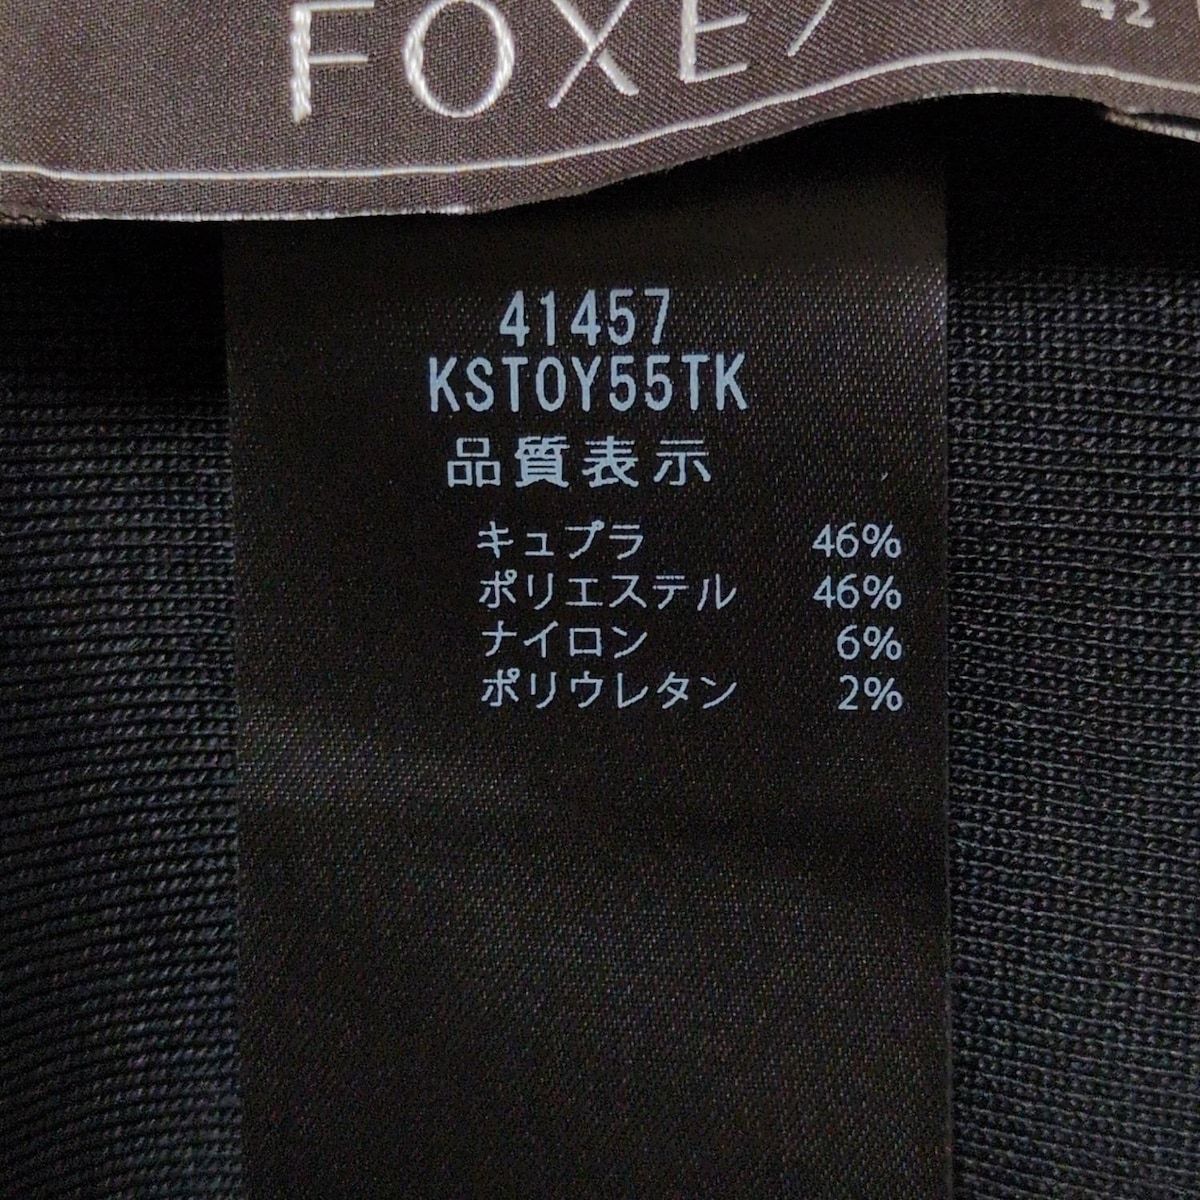 FOXEY
42
41457
KSTOY55TK
品質表示
キュプラ 46%
ポリエステル 46%
ナイロン 6%
ポリウレタン 2%